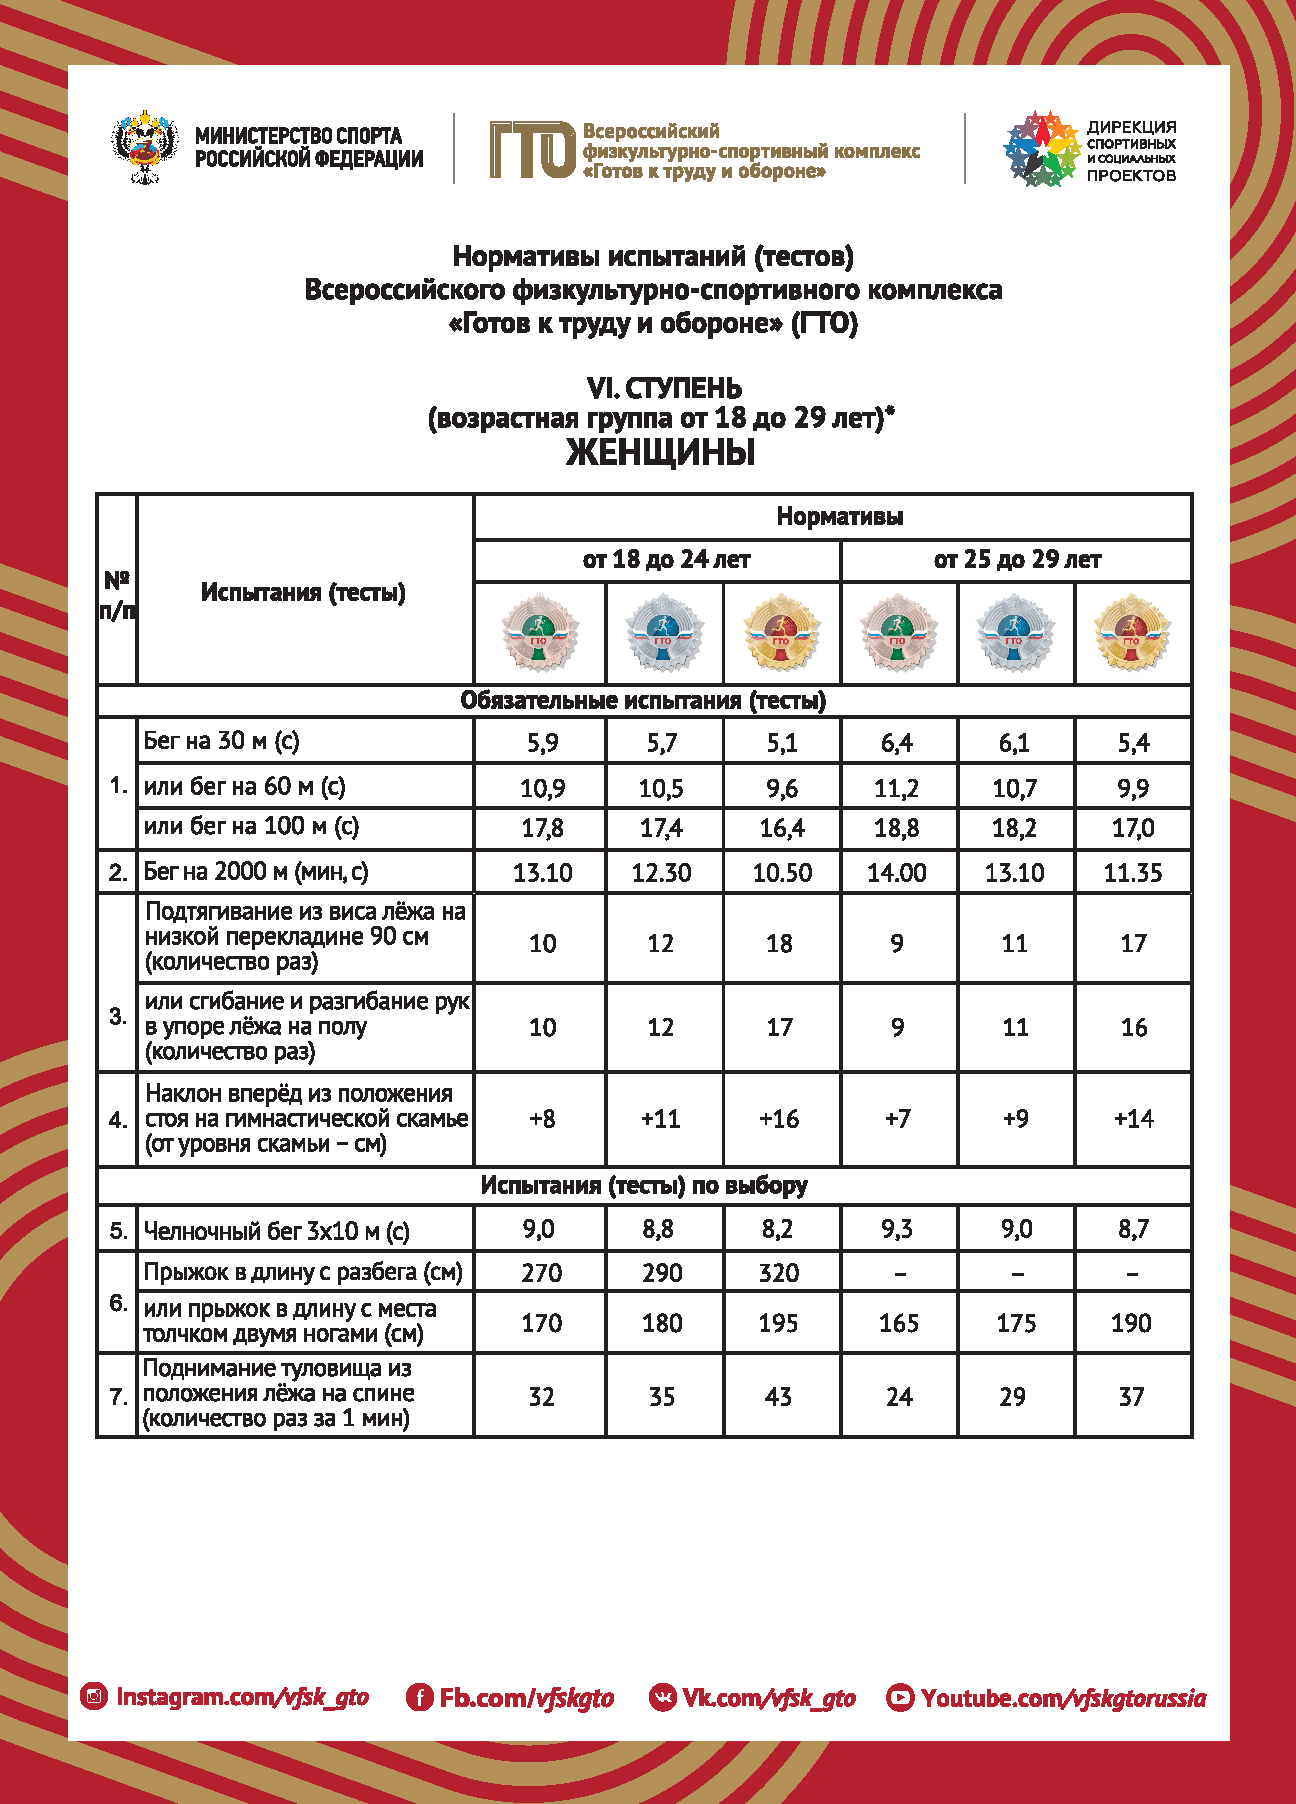 МИНИСТЕРСТВО СПОРТА
РОССИЙСКОЙ ФЕДЕРАЦИИ
ГТО
Всероссийский
физкультурно-спортивный комплекс
«Готов к труду и обороне»
ДИРЕКЦИЯ
СПОРТИВНЫХ
И СОЦИАЛЬНЫХ
ПРОЕКТОВ
Нормативы испытаний (тестов)
Всероссийского физкультурно-спортивного комплекса
«Готов к труду и обороне» (ГТО)
VI. СТУПЕНЬ
(возрастная группа от 18 до 29 лет)*
ЖЕНЩИНЫ
№
п/п
Испытания (тесты)
Нормативы
от 18 до 24 лет от 25 до 29 лет
ГТО ГТО ГТО ГТО ГТО ГТО
Обязательные испытания (тесты)
1.
Бег на 30 м (с) 5,9 5,7 5,1 6,4 6,1 5,4
или бег на 60 м (с) 10,9 10,5 9,6 11,2 10,7 9,9
или бег на 100 м (с) 17,8 17,4 16,4 18,8 18,2 17,0
2. Бег на 2000 м (мин, с) 13.10 12.30 10.50 14.00 13.10 11.35
3.
Подтягивание из виса лёжа на
низкой перекладине 90 см
(количество раз)
10 12 18 9 11 17
или сгибание и разгибание рук
в упоре лёжа на полу
(количество раз)
10 12 17 9 11 16
4.
Наклон вперёд из положения
стоя на гимнастической скамье
(от уровня скамьи – см)
+8 +11 +16 +7 +9 +14
Испытания (тесты) по выбору
5. Челночный бег 3х10 м (с) 9,0 8,8 8,2 9,3 9,0 8,7
6.
Прыжок в длину с разбега (см) 270 290 320 – – –
или прыжок в длину с места
толчком двумя ногами (см)
170 180 195 165 175 190
7.
Поднимание туловища из
положения лёжа на спине
(количество раз за 1 мин)
32 35 43 24 29 37
Instagram.com/vfsk_gto Fb.com/vfskgto Vk.com/vfsk_gto Youtube.com/vfskgtorussia